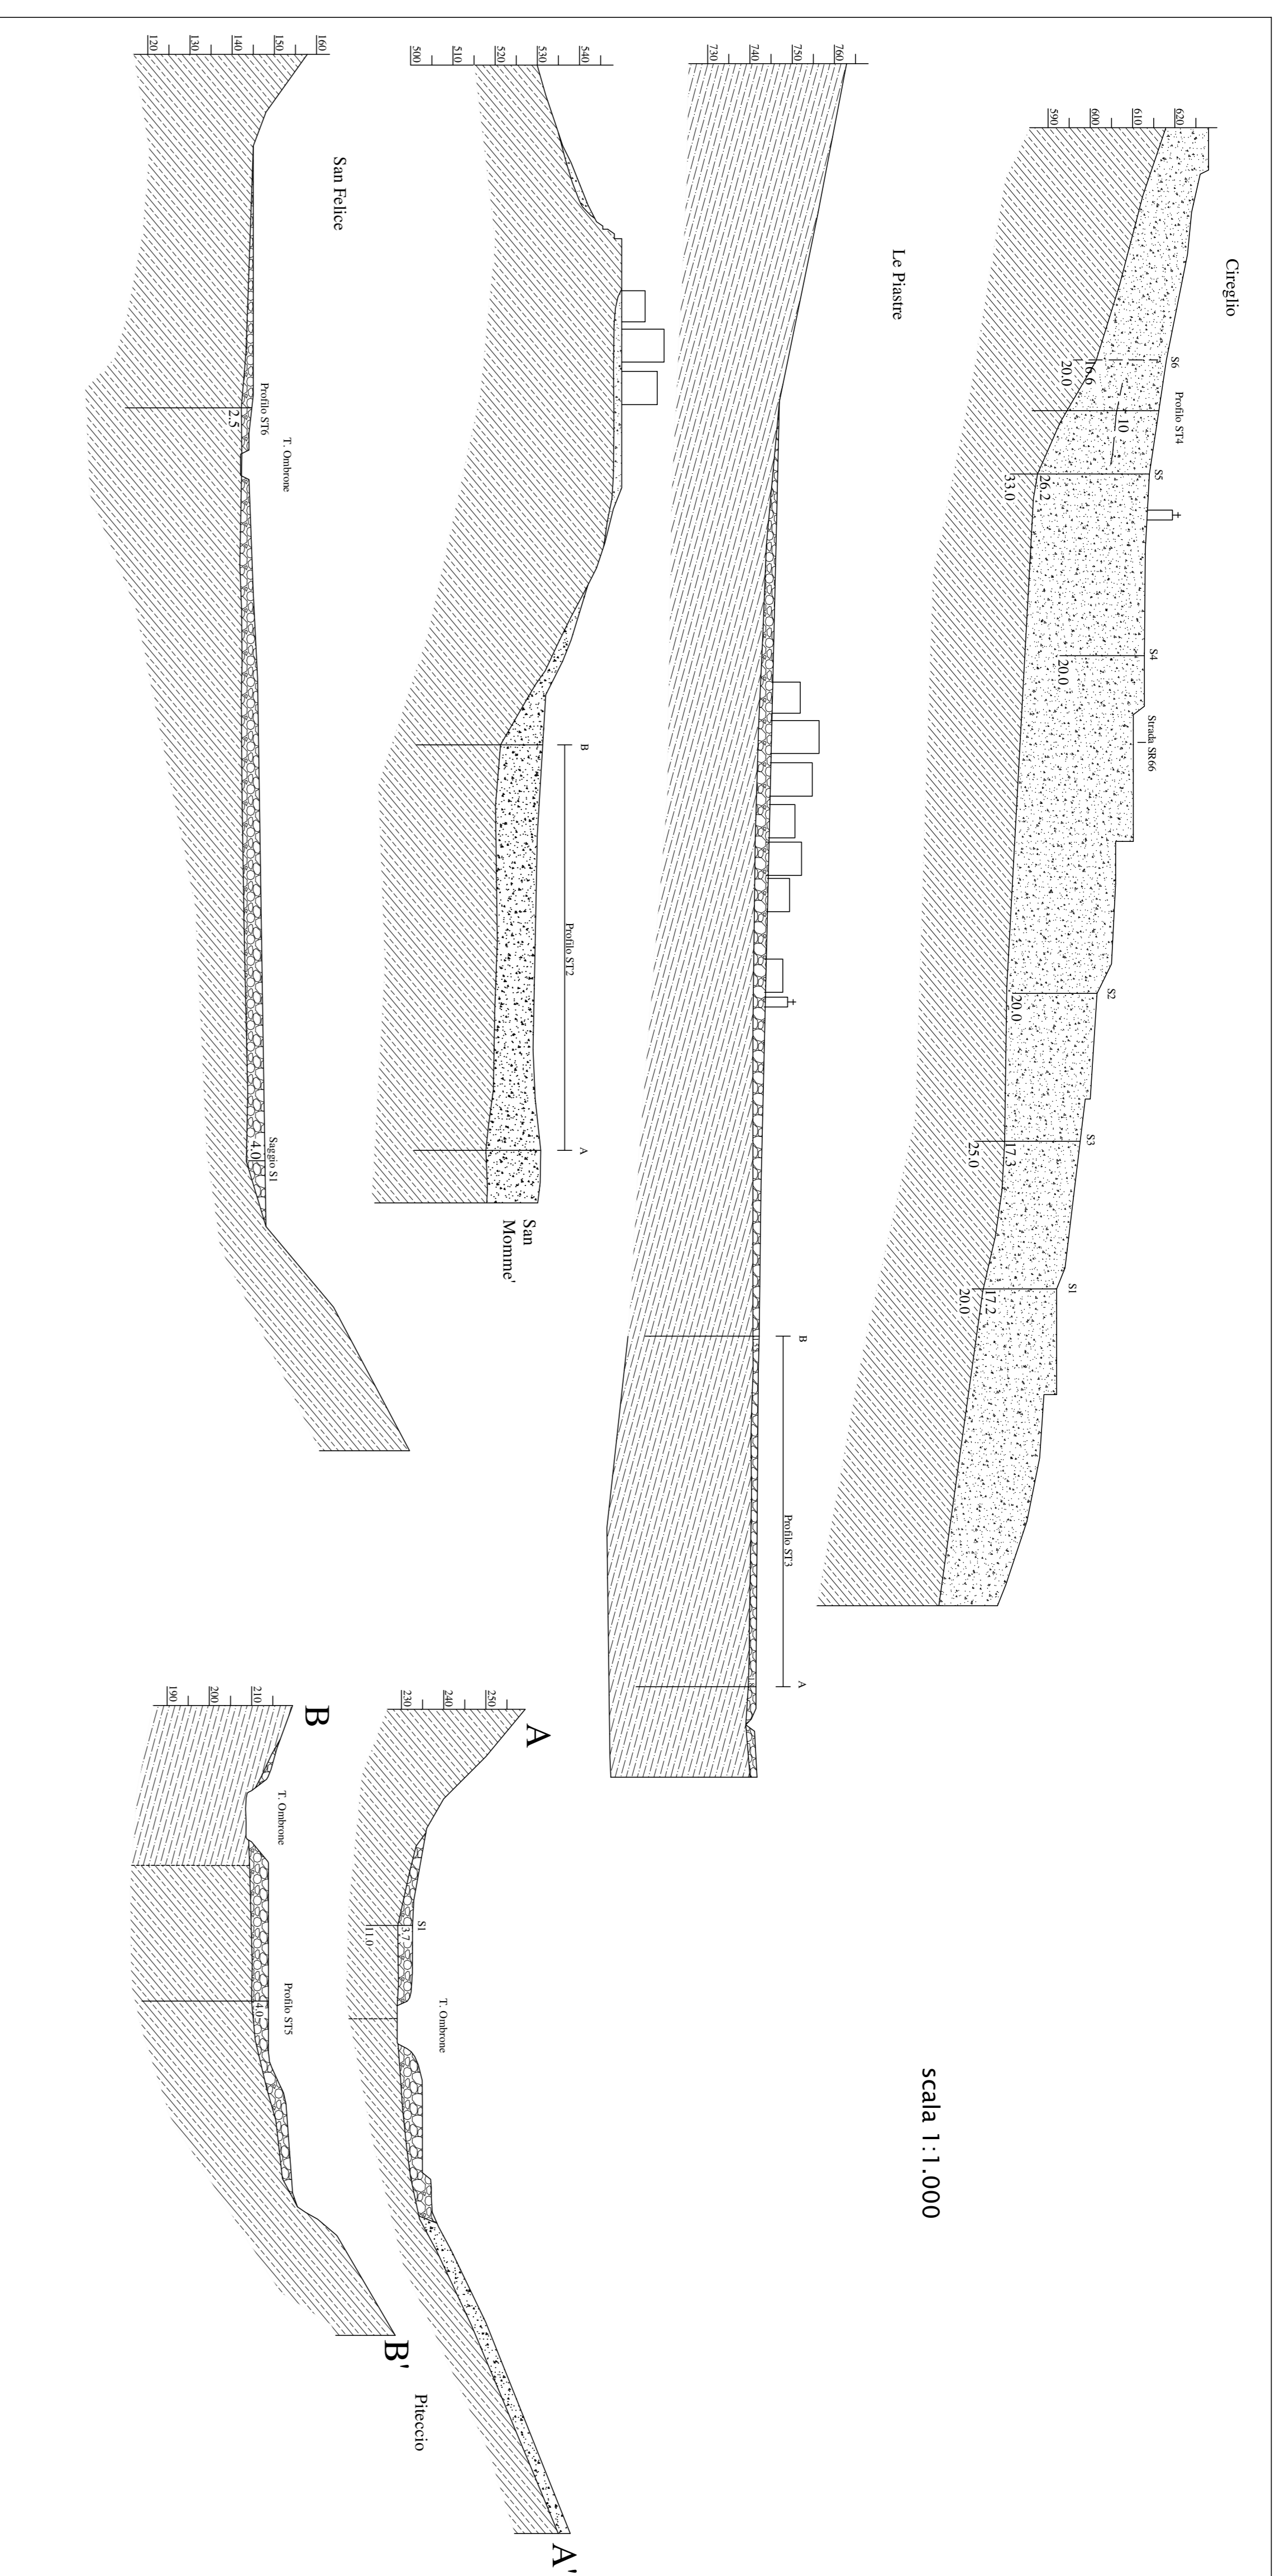 Cireglio
620
610
600
590
S6
Profilo ST4
S5
S4
Strada SR66
S2
S3
S1
16.6
20.0
10
26.2
33.0
20.0
20.0
17.3
25.0
17.2
20.0
Le Piastre
760
750
740
730
B
Profilo ST3
A
540
530
520
510
500
B
Profilo ST2
A
San
Momme'
San Felice
160
150
140
130
120
Profilo ST6
2.5
T. Ombrone
Saggio S1
4.0
scala 1:1.000
A
250
240
230
S1
3.7
11.0
T. Ombrone
A'
Piteccio
B
210
200
190
T. Ombrone
Profilo ST5
4.0
B'